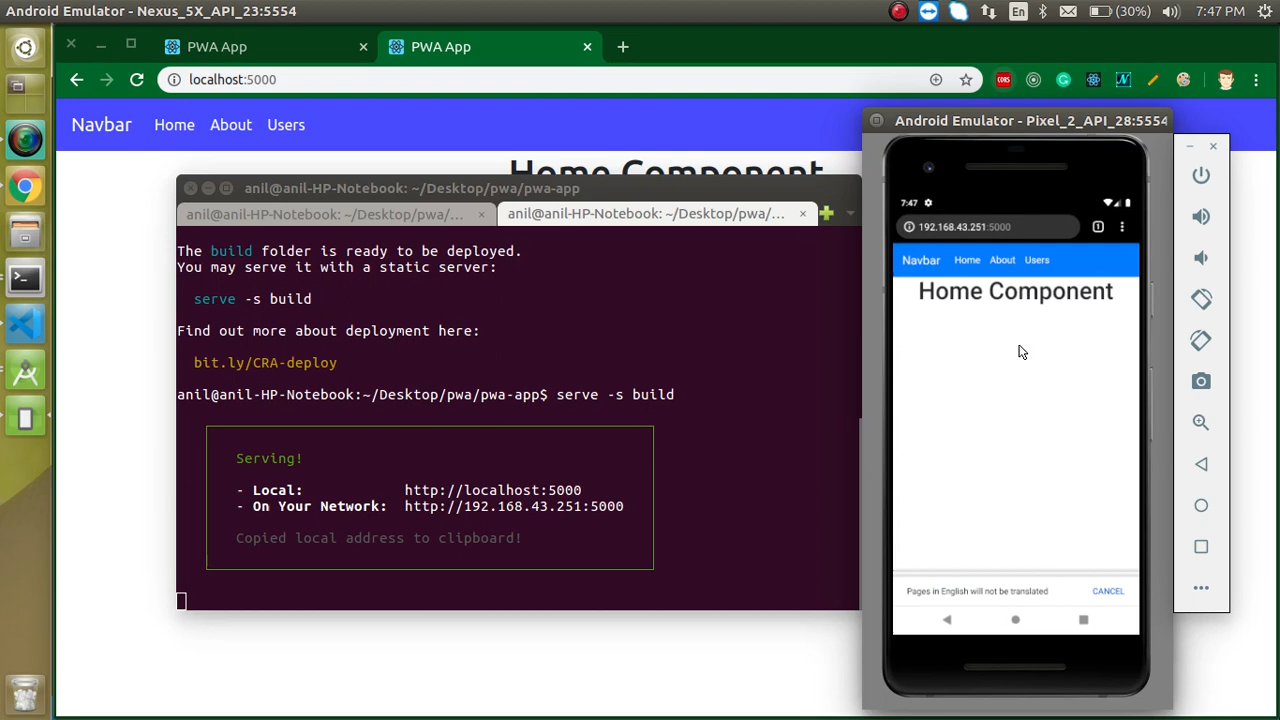 Android Emulator - Nexus_5X_API_23:5554
En
(30%)
7:47 PM
PWA App
PWA App
localhost:5000
CORS
Navbar Home About Users
Home Component
anil@anil-HP-Notebook: ~/Desktop/pwa/pwa-app
anil@anil-HP-Notebook: ~/Desktop/pwa/...
anil@anil-HP-Notebook: ~/Desktop/pwa/...
The build folder is ready to be deployed.
You may serve it with a static server:
serve -s build
Find out more about deployment here:
bit.ly/CRA-deploy
anil@anil-HP-Notebook:~/Desktop/pwa/pwa-app$ serve -s build
Serving!
- Local: http://localhost:5000
- On Your Network: http://192.168.43.251:5000
Copied local address to clipboard!
Android Emulator - Pixel_2_API_28:5554
7:47
192.168.43.251:5000
1
Navbar Home About Users
Home Component
Pages in English will not be translated CANCEL